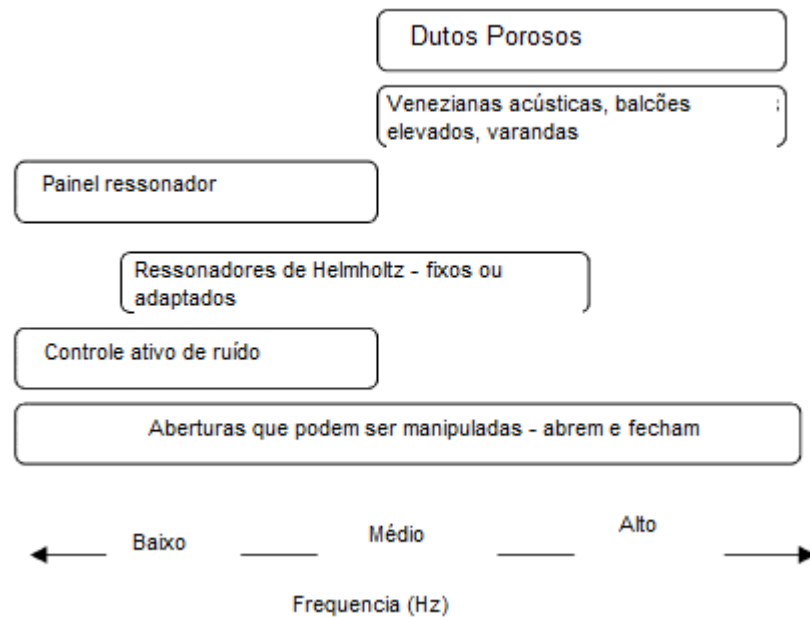 Dutos Porosos
Venezianas acústicas, balcões
elevados, varandas
Painel ressonador
Ressonadores de Helmholtz - fixos ou
adaptados
Controle ativo de ruído
Aberturas que podem ser manipuladas - abrem e fecham
Baixo
Médio
Alto
Frequencia (Hz)